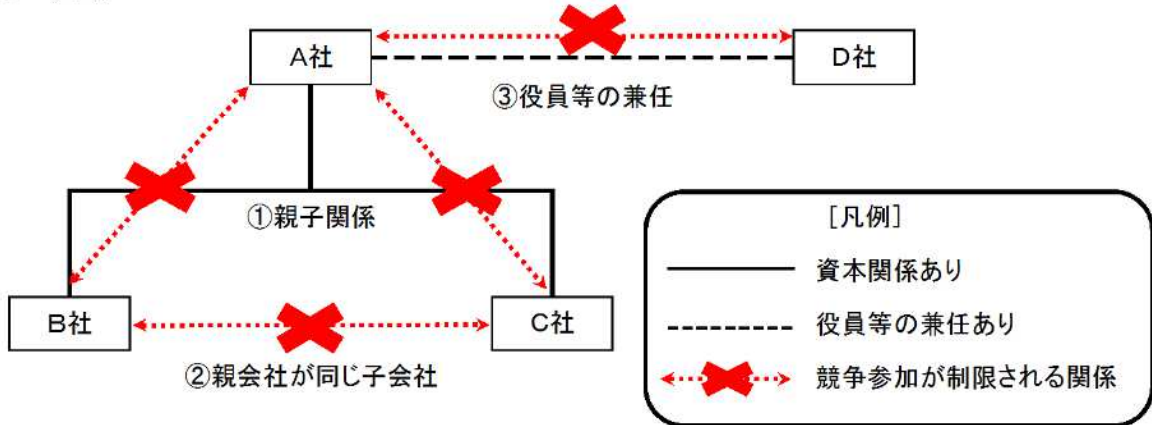 A社
D社
③役員等の兼任
①親子関係
B社
C社
②親会社が同じ子会社
[凡例]
資本関係あり
役員等の兼任あり
競争参加が制限される関係